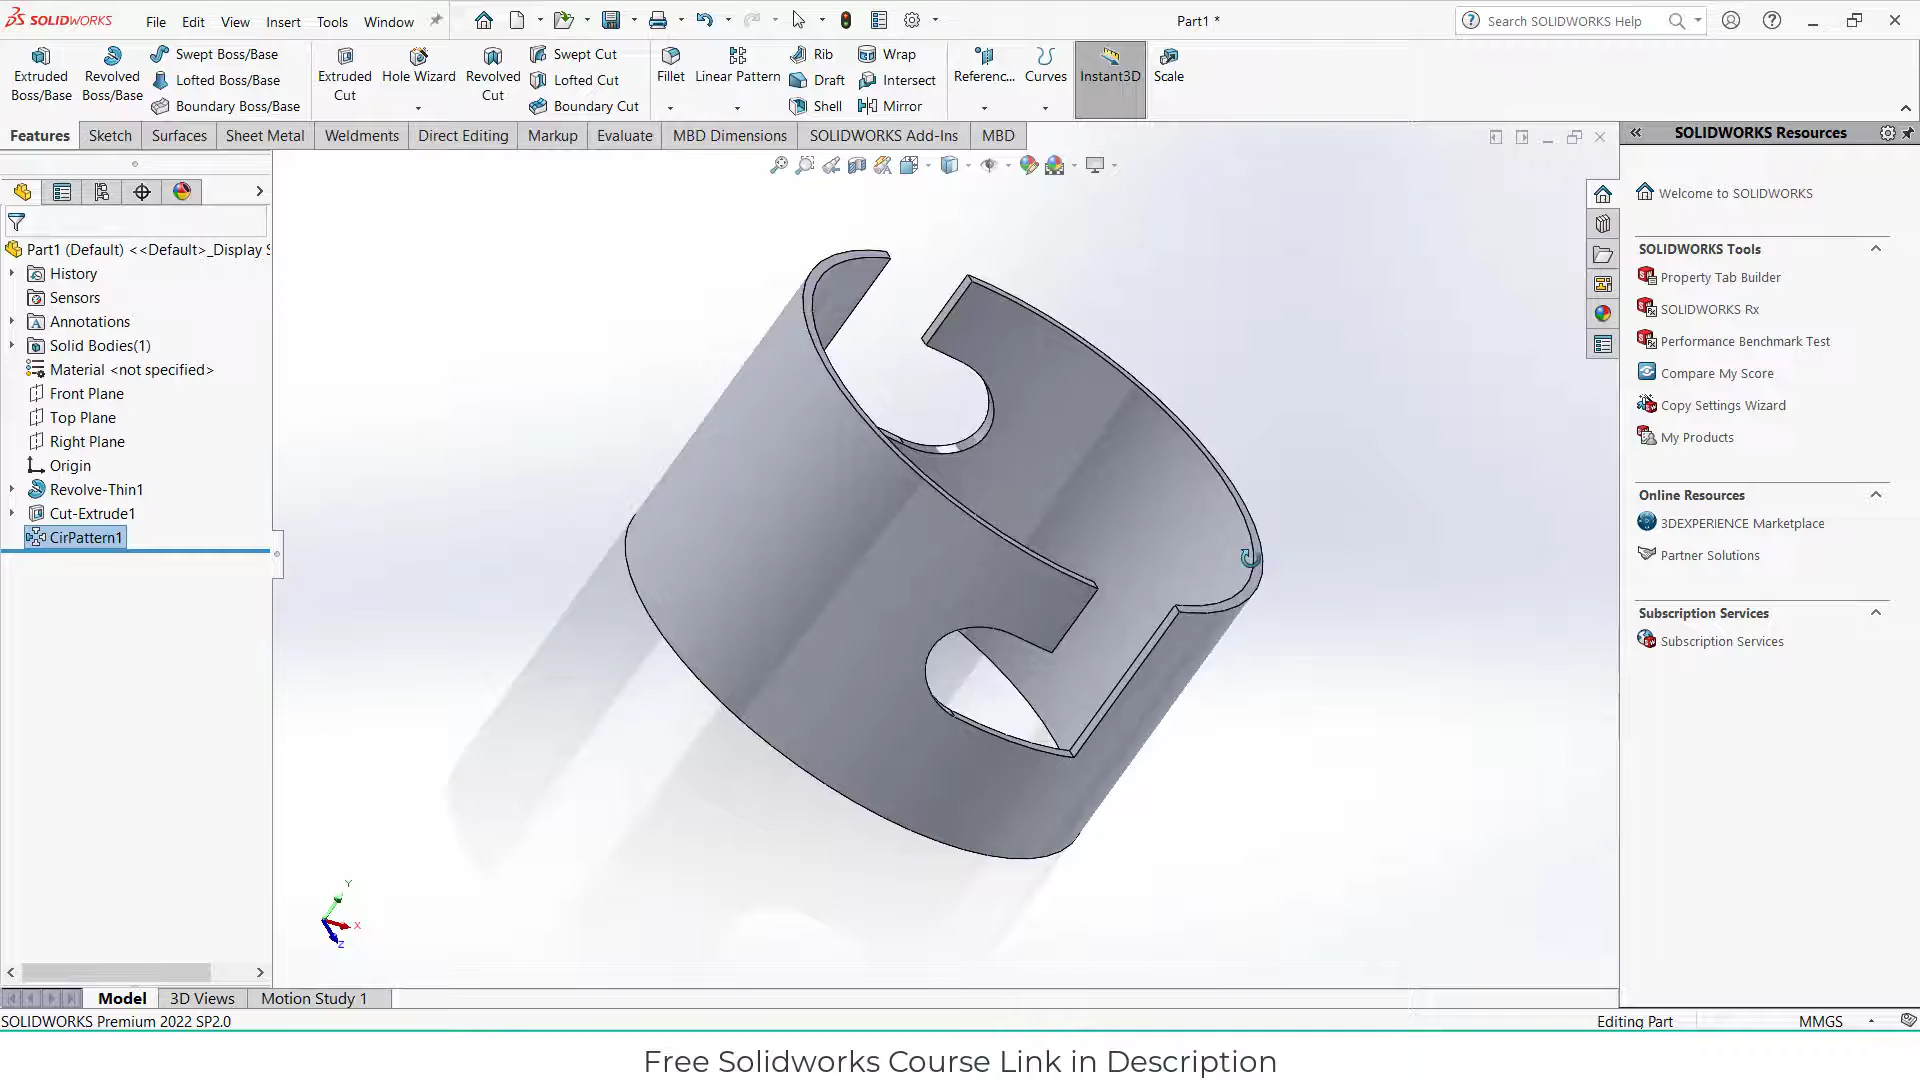 SOLIDWORKS File Edit View Insert Tools Window Part1 * Search SOLIDWORKS Help
Extruded Boss/Base
Revolved Boss/Base
Swept Boss/Base
Lofted Boss/Base
Boundary Boss/Base
Extruded Cut
Hole Wizard
Revolved Cut
Swept Cut
Lofted Cut
Boundary Cut
Fillet
Linear Pattern
Rib
Draft
Shell
Wrap
Intersect
Mirror
Referenc...
Curves
Instant3D
Scale
Features Sketch Surfaces Sheet Metal Weldments Direct Editing Markup Evaluate MBD Dimensions SOLIDWORKS Add-Ins MBD
Part1 (Default) <<Default>_Display S
History
Sensors
Annotations
Solid Bodies(1)
Material <not specified>
Front Plane
Top Plane
Right Plane
Origin
Revolve-Thin1
Cut-Extrude1
CirPattern1
Y
X
Z
SOLIDWORKS Resources
Welcome to SOLIDWORKS
SOLIDWORKS Tools
Property Tab Builder
SOLIDWORKS Rx
Performance Benchmark Test
Compare My Score
Copy Settings Wizard
My Products
Online Resources
3DEXPERIENCE Marketplace
Partner Solutions
Subscription Services
Subscription Services
Model 3D Views Motion Study 1
SOLIDWORKS Premium 2022 SP2.0 Editing Part MMGS
Free Solidworks Course Link in Description